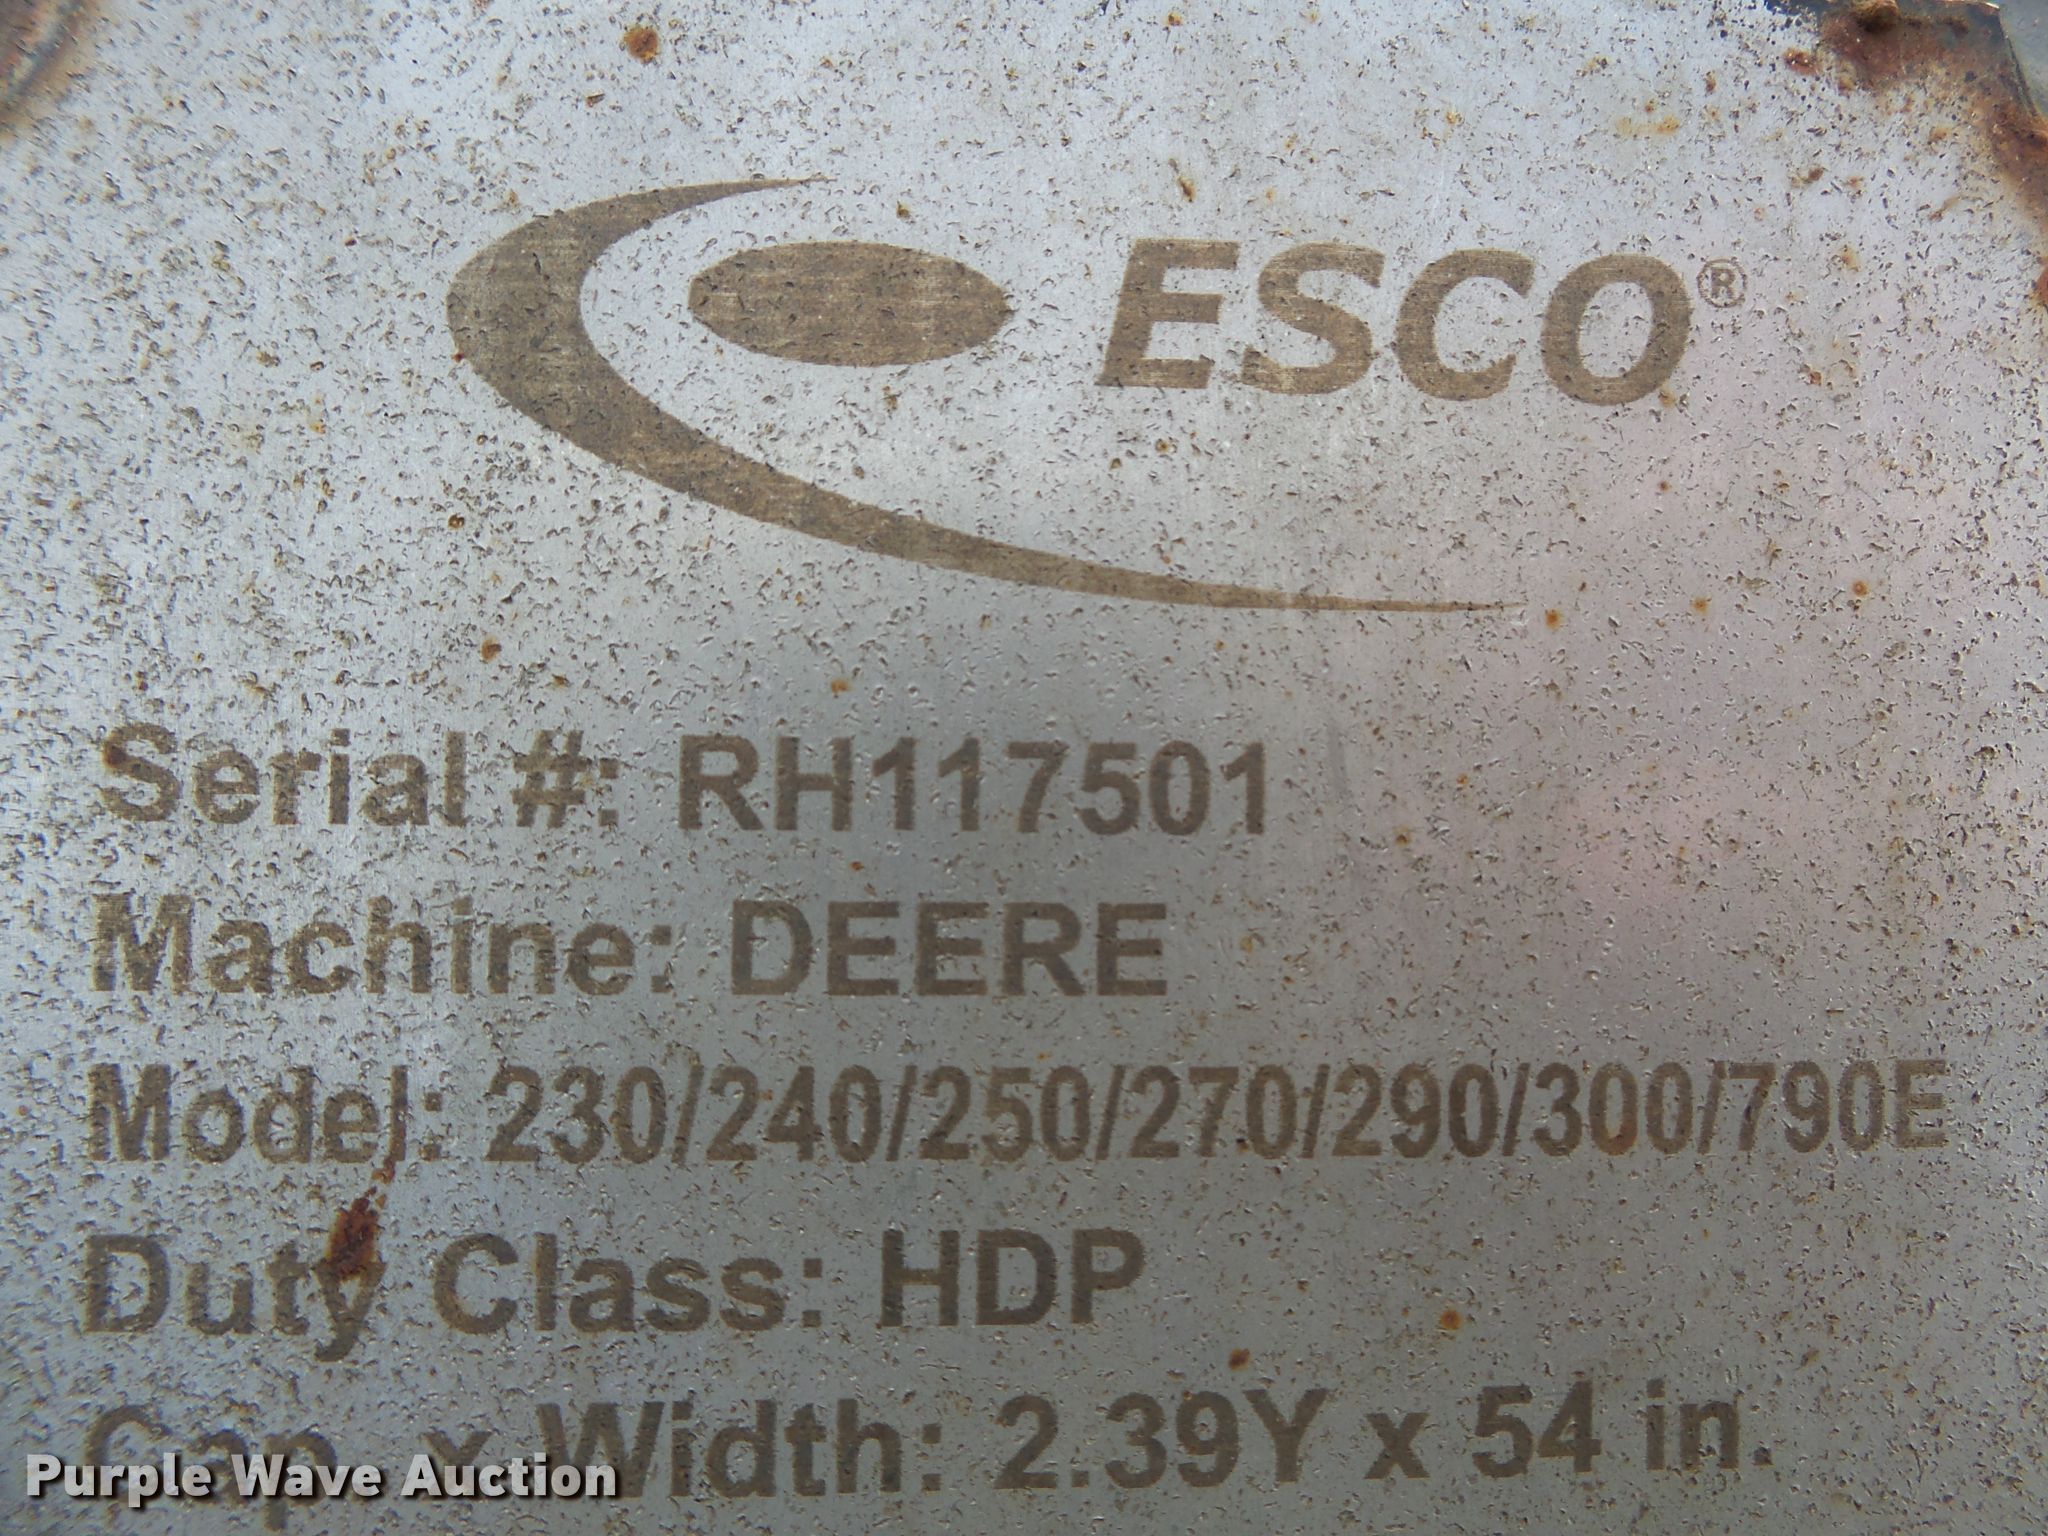 ESCO®
Serial #: RH117501
Machine: DEERE
Model: 230/240/250/270/290/300/790E
Duty Class: HDP
Cap. x Width: 2.39Y x 54 in.
Purple Wave Auction